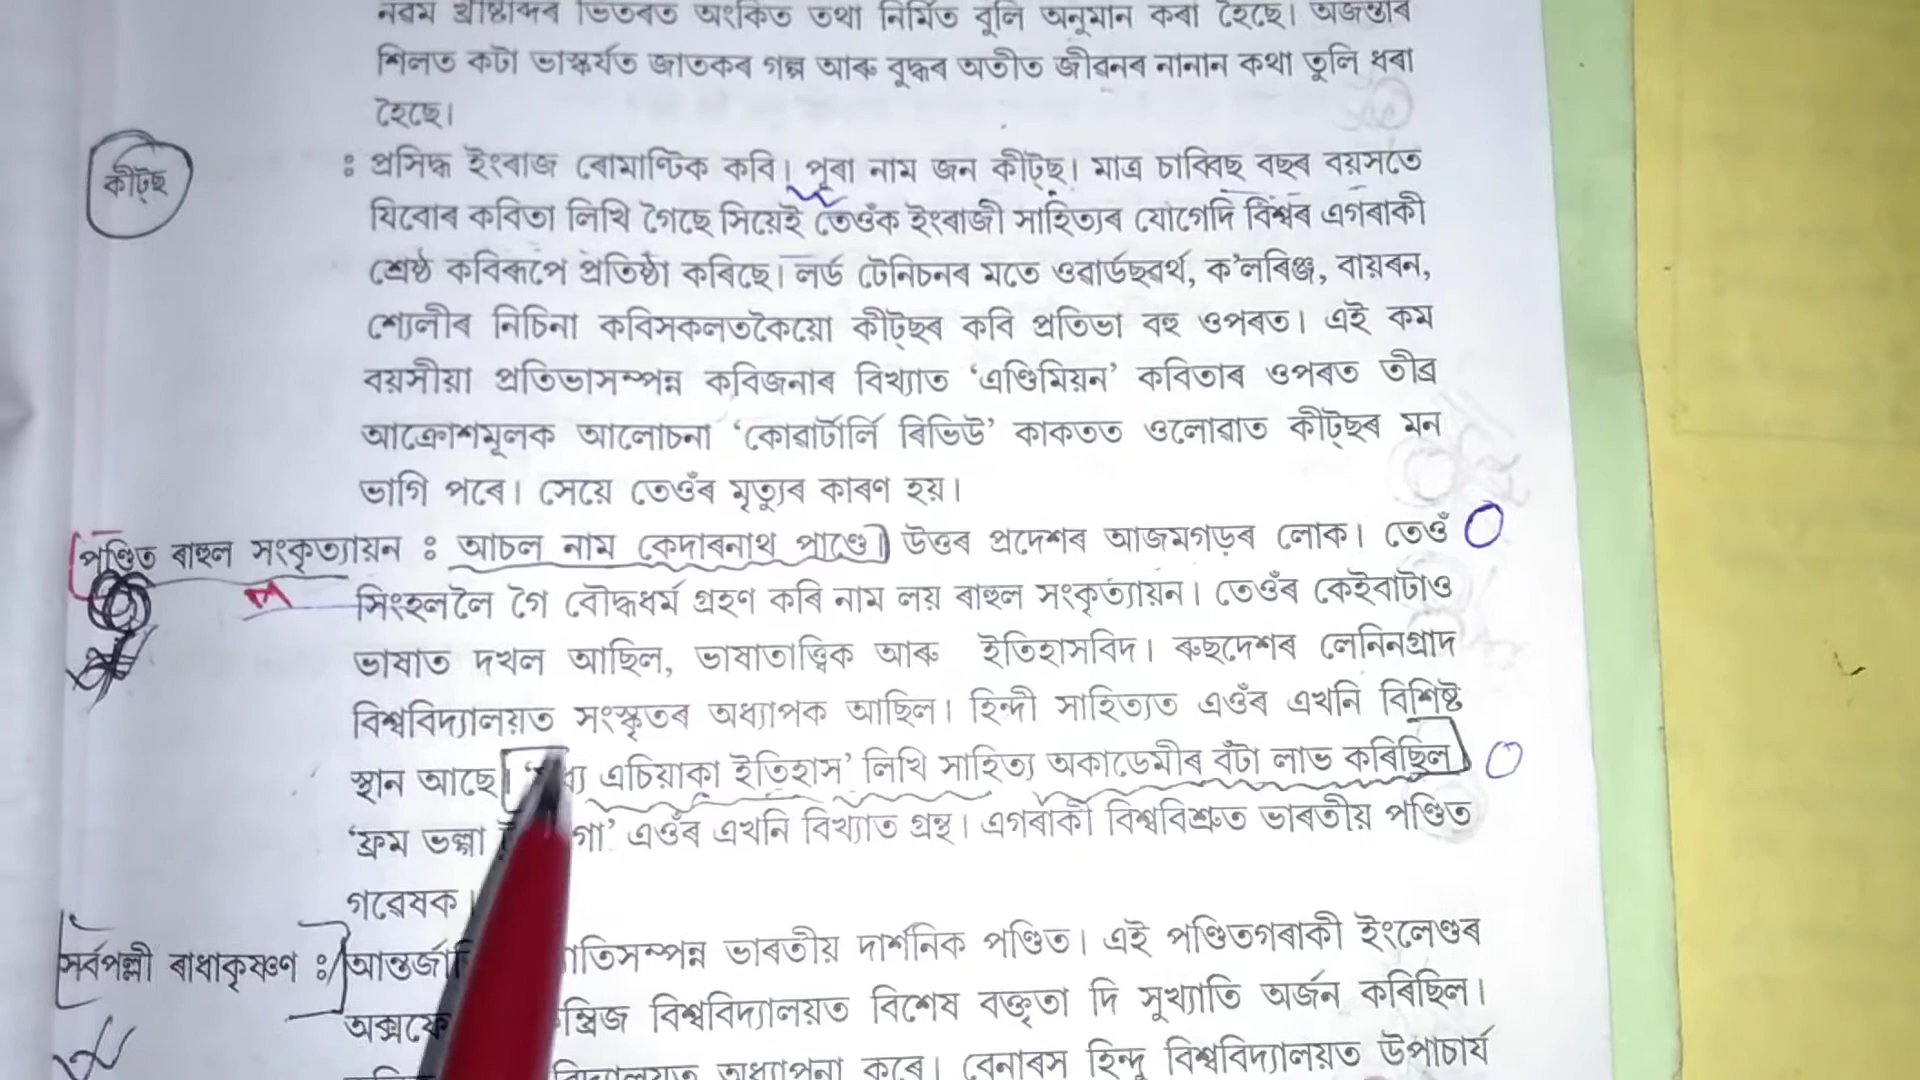 নৱম খ্ৰীষ্টাব্দৰ ভিতৰত অংকিত তথা নিৰ্মিত বুলি অনুমান কৰা হৈছে। অজন্তাৰ
শিলত কটা ভাস্কৰ্যত জাতকৰ গল্প আৰু বুদ্ধৰ অতীত জীৱনৰ নানান কথা তুলি ধৰা
হৈছে।
কীট্‌ছ : প্ৰসিদ্ধ ইংৰাজ ৰোমাণ্টিক কবি। পূৰা নাম জন কীট্‌ছ। মাত্ৰ চাব্বিছ বছৰ বয়সতে
যিবোৰ কবিতা লিখি গৈছে সিয়েই তেওঁক ইংৰাজী সাহিত্যৰ যোগেদি বিশ্বৰ এগৰাকী
শ্ৰেষ্ঠ কবিৰূপে প্ৰতিষ্ঠা কৰিছে। লৰ্ড টেনিচনৰ মতে ওৱাৰ্ডছৱৰ্থ, ক'লৰিঞ্জ, বায়ৰন,
শ্যেলীৰ নিচিনা কবিসকলতকৈয়ো কীট্‌ছৰ কবি প্ৰতিভা বহু ওপৰত। এই কম
বয়সীয়া প্ৰতিভাসম্পন্ন কবিজনাৰ বিখ্যাত ‘এণ্ডিমিয়ন’ কবিতাৰ ওপৰত তীব্ৰ
আক্ৰোশমূলক আলোচনা ‘কোৱাৰ্টাৰ্লি ৰিভিউ’ কাকতত ওলোৱাত কীট্‌ছৰ মন
ভাগি পৰে। সেয়ে তেওঁৰ মৃত্যুৰ কাৰণ হয়।
পণ্ডিত ৰাহুল সংকৃত্যায়ন : আচল নাম কেদাৰনাথ পাণ্ডে। উত্তৰ প্ৰদেশৰ আজমগড়ৰ লোক। তেওঁ
সিংহললৈ গৈ বৌদ্ধধৰ্ম গ্ৰহণ কৰি নাম লয় ৰাহুল সংকৃত্যায়ন। তেওঁৰ কেইবাটাও
ভাষাত দখল আছিল, ভাষাতাত্ত্বিক আৰু ইতিহাসবিদ। ৰুছদেশৰ লেনিনগ্ৰাদ
বিশ্ববিদ্যালয়ত সংস্কৃতৰ অধ্যাপক আছিল। হিন্দী সাহিত্যত এওঁৰ এখনি বিশিষ্ট
স্থান আছে। এচিয়াকা ইতিহাস’ লিখি সাহিত্য অকাডেমীৰ বঁটা লাভ কৰিছিল
‘ফ্ৰম ভল্গা এওঁৰ এখনি বিখ্যাত গ্ৰন্থ। এগৰাকী বিশ্ববিশ্ৰুত ভাৰতীয় পণ্ডিত
গৱেষক।
সৰ্বপল্লী ৰাধাকৃষ্ণণ : ভাৰতীয় দাৰ্শনিক পণ্ডিত। এই পণ্ডিতগৰাকী ইংলেণ্ডৰ
বিশ্ববিদ্যালয়ত বিশেষ বক্তৃতা দি সুখ্যাতি অৰ্জন কৰিছিল।
অধ্যাপনা কৰে। বেনাৰস হিন্দু বিশ্ববিদ্যালয়ত উপাচাৰ্য